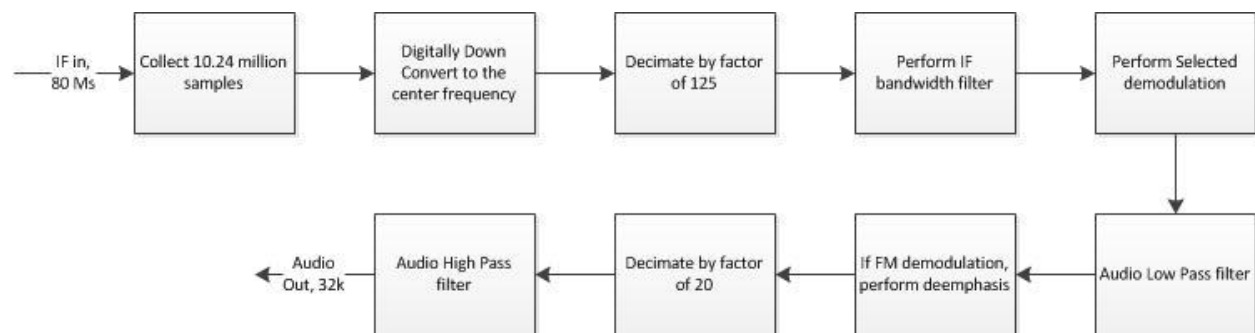 IF in,
80 Ms
Collect 10.24 million
samples
Digitally Down
Convert to the
center frequency
Decimate by factor
of 125
Perform IF
bandwidth filter
Perform Selected
demodulation
Audio Low Pass filter
If FM demodulation,
perform deemphasis
Decimate by factor
of 20
Audio High Pass
filter
Audio
Out, 32k